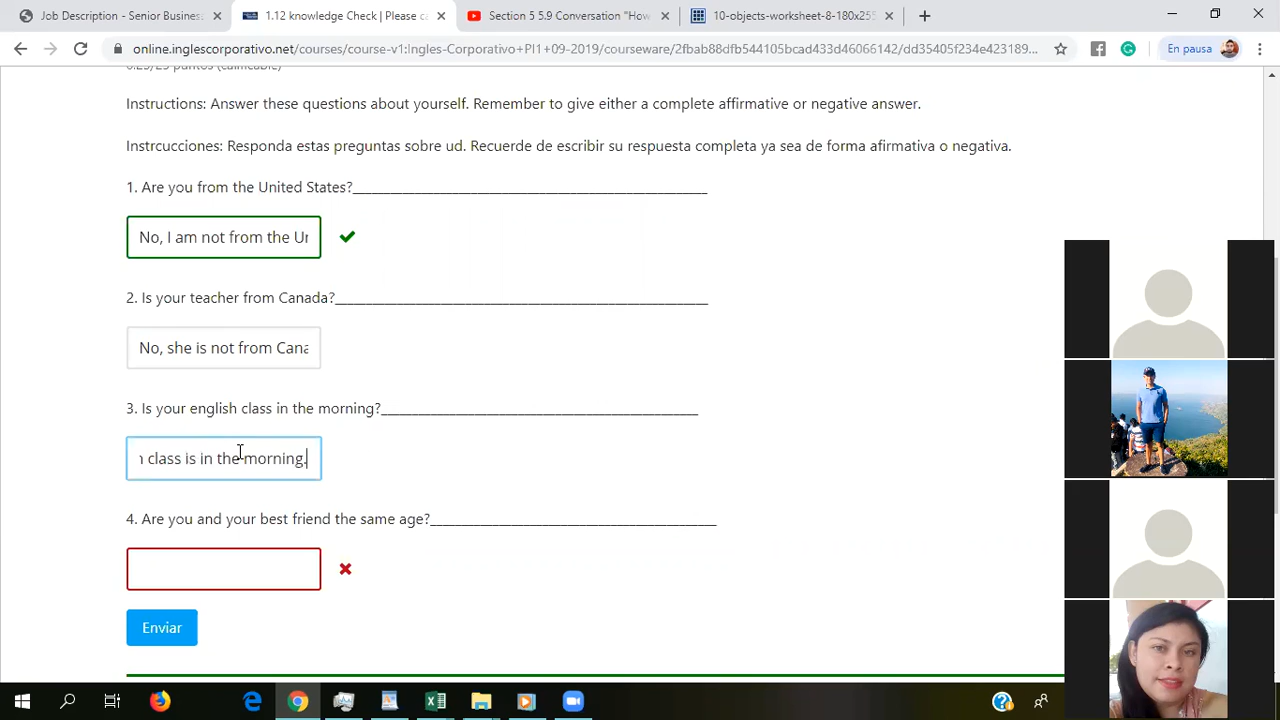 Job Description - Senior Busines
1.12 knowledge Check | Please ca
Section 5 5.9 Conversation "How
10-objects-worksheet-8-180x255
online.inglescorporativo.net/courses/course-v1:Ingles-Corporativo+PI1+09-2019/courseware/2fbab88dfb544105bcad433d46066142/dd35405f234e423189...
En pausa
Instructions: Answer these questions about yourself. Remember to give either a complete affirmative or negative answer.
Instrcucciones: Responda estas preguntas sobre ud. Recuerde de escribir su respuesta completa ya sea de forma afirmativa o negativa.
1. Are you from the United States?
No, I am not from the Un
2. Is your teacher from Canada?
No, she is not from Cana
3. Is your english class in the morning?
class is in the morning.
4. Are you and your best friend the same age?
Enviar